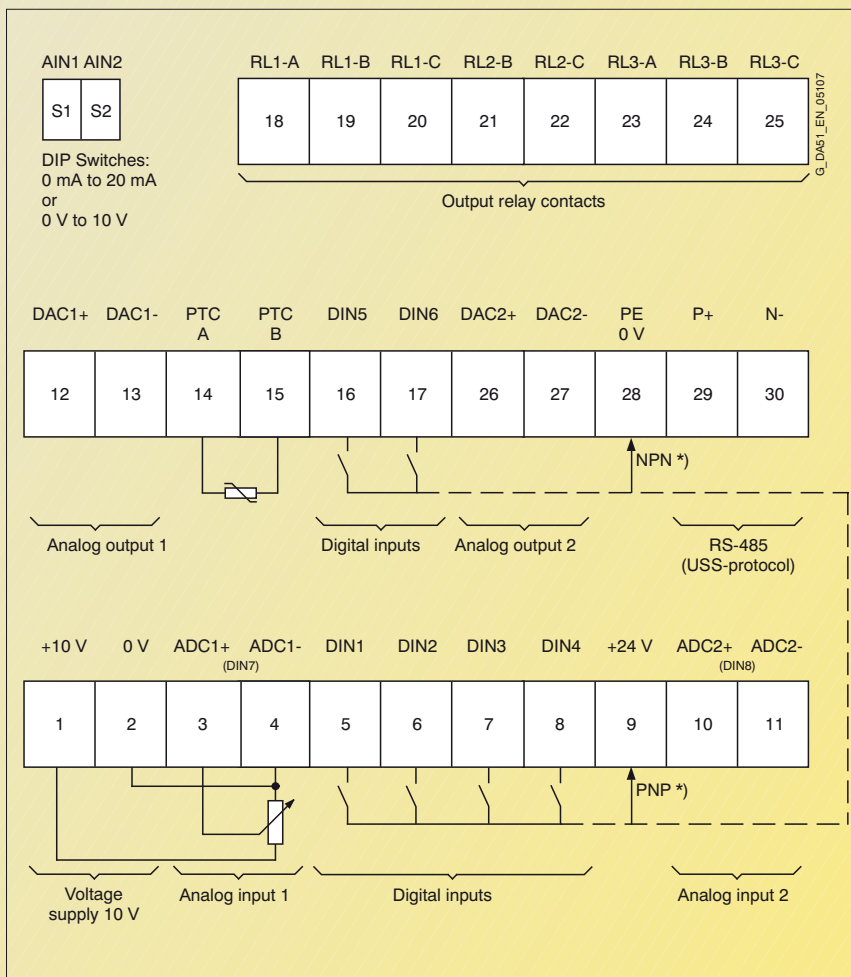 AIN1 AIN2
S1 S2
DIP Switches:
0 mA to 20 mA
or
0 V to 10 V
RL1-A RL1-B RL1-C RL2-B RL2-C RL3-A RL3-B RL3-C
18 19 20 21 22 23 24 25
Output relay contacts
G_DA51_EN_05107
DAC1+ DAC1- PTC A PTC B DIN5 DIN6 DAC2+ DAC2- PE 0 V P+ N-
12 13 14 15 16 17 26 27 28 29 30
NPN *)
Analog output 1
Digital inputs
Analog output 2
RS-485
(USS-protocol)
+10 V 0 V ADC1+ ADC1- DIN1 DIN2 DIN3 DIN4 +24 V ADC2+ ADC2-
(DIN7) (DIN8)
1 2 3 4 5 6 7 8 9 10 11
PNP *)
Voltage
supply 10 V
Analog input 1
Digital inputs
Analog input 2